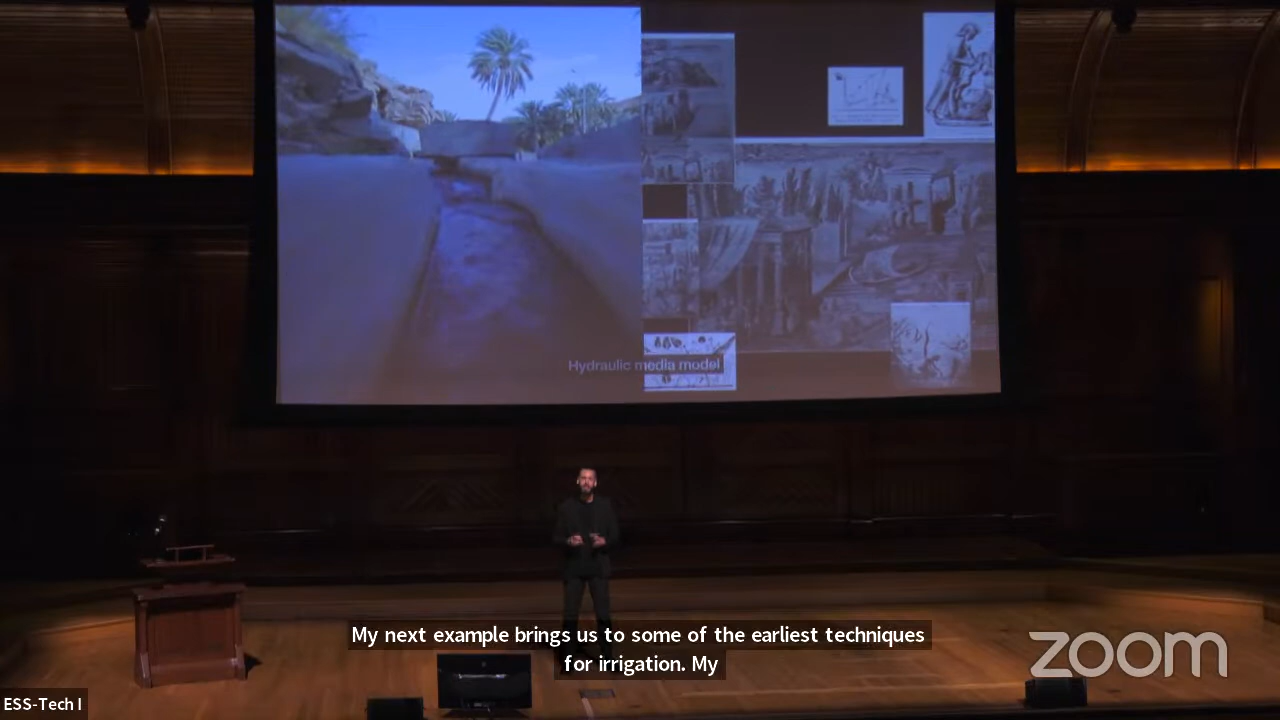 Hydraulic media model
My next example brings us to some of the earliest techniques
for irrigation. My
zoom
ESS-Tech I